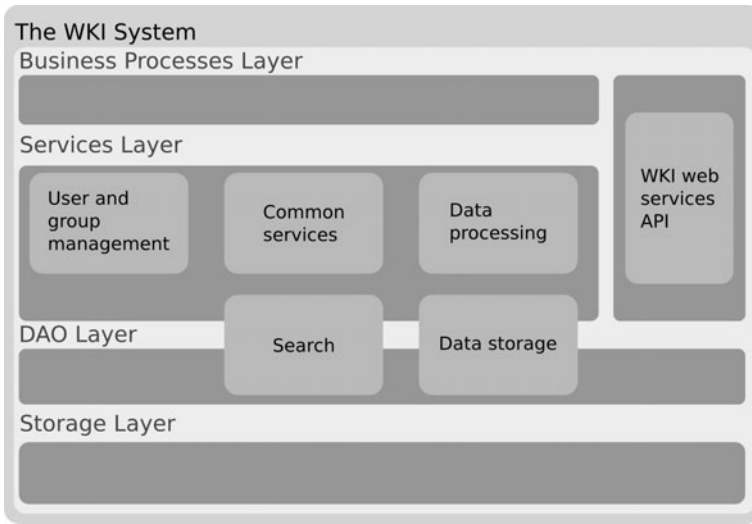 The WKI System
Business Processes Layer
Services Layer
User and
group
management
Common
services
Data
processing
WKI web
services
API
Search
Data storage
DAO Layer
Storage Layer